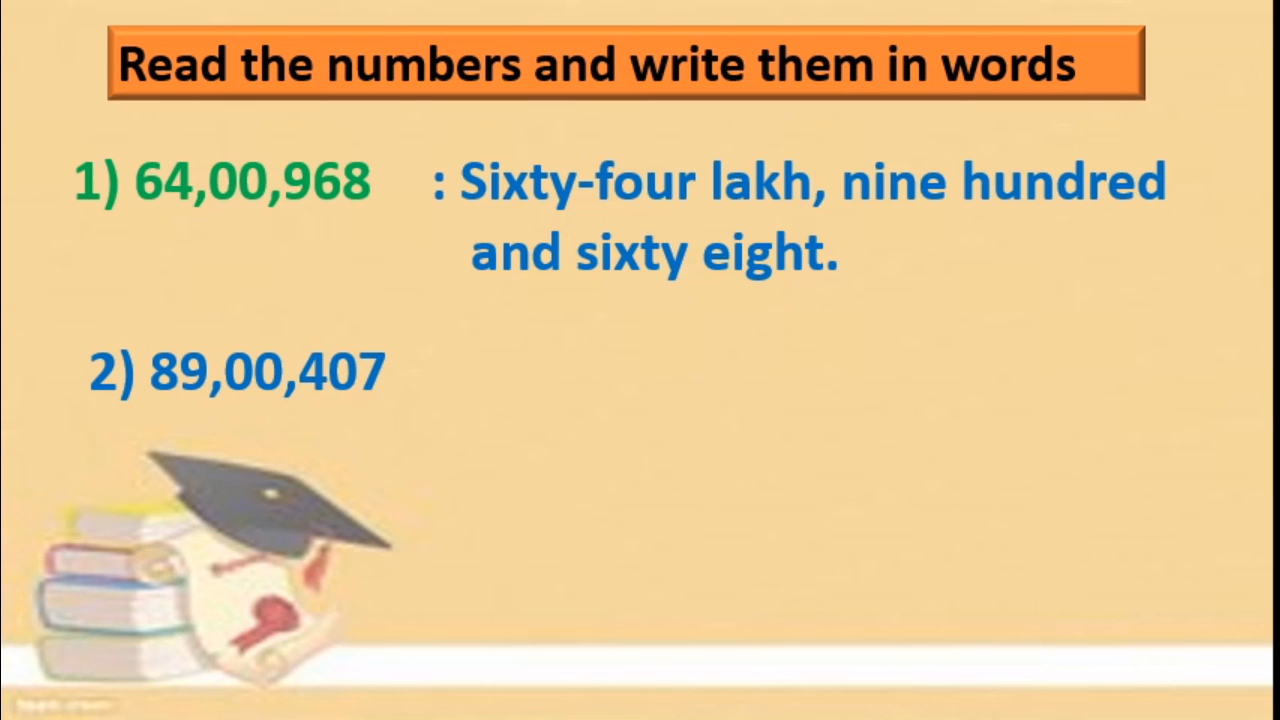 Read the numbers and write them in words
1) 64,00,968 : Sixty-four lakh, nine hundred
and sixty eight.
2) 89,00,407